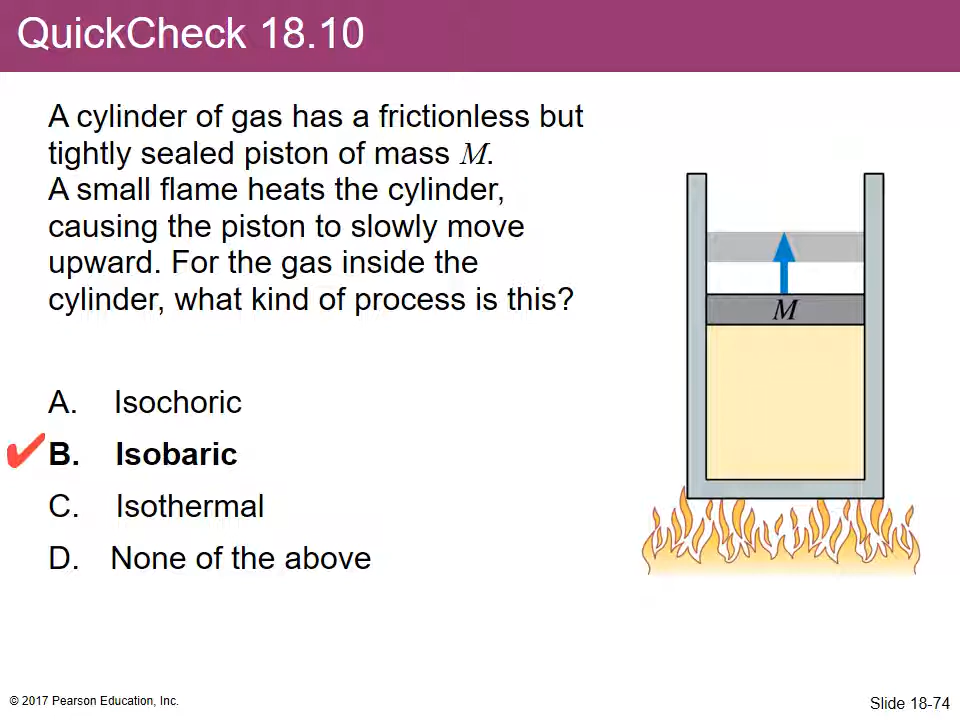 QuickCheck 18.10
A cylinder of gas has a frictionless but
tightly sealed piston of mass M.
A small flame heats the cylinder,
causing the piston to slowly move
upward. For the gas inside the
cylinder, what kind of process is this?
A. Isochoric
B. Isobaric
C. Isothermal
D. None of the above
M
© 2017 Pearson Education, Inc.
Slide 18-74